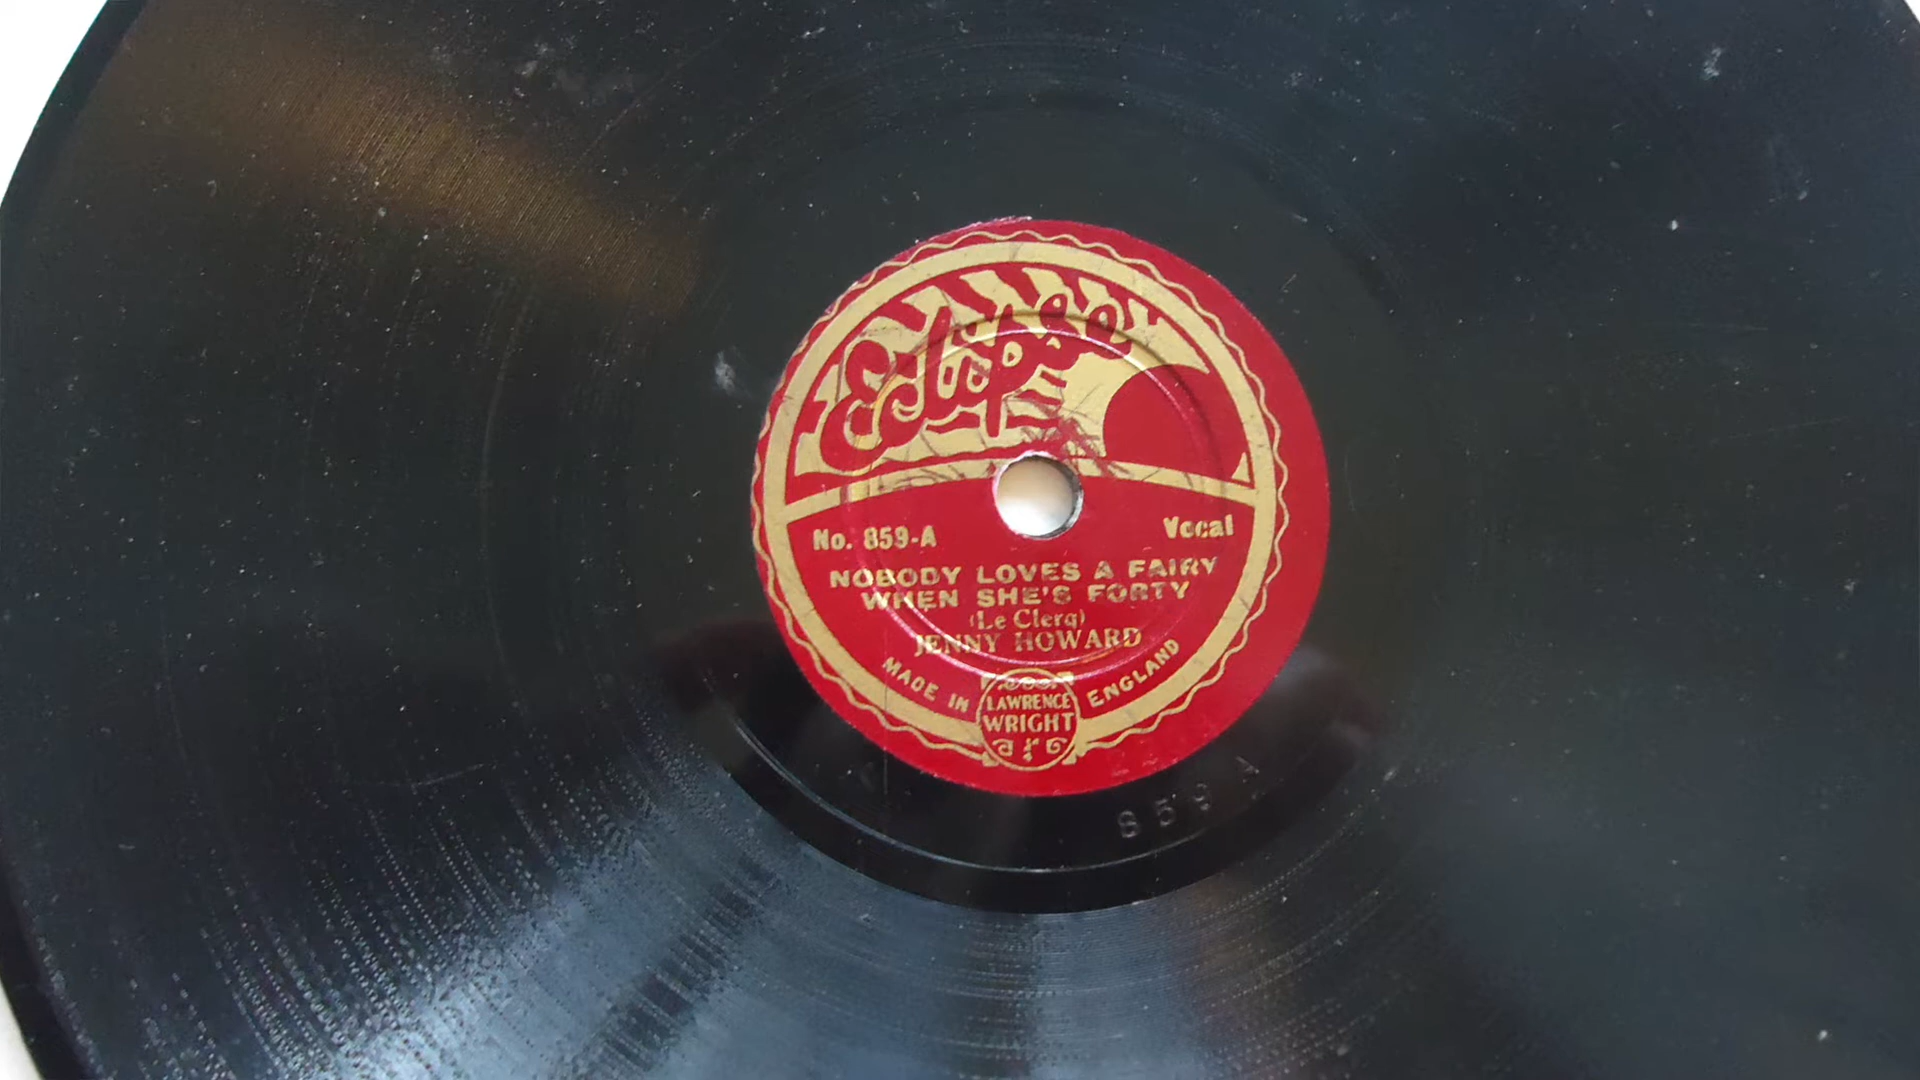 Eclipse
No. 859-A Vocal
NOBODY LOVES A FAIRY
WHEN SHE'S FORTY
(Le Clerq)
JENNY HOWARD
MADE IN ENGLAND
LAWRENCE
WRIGHT
859 A